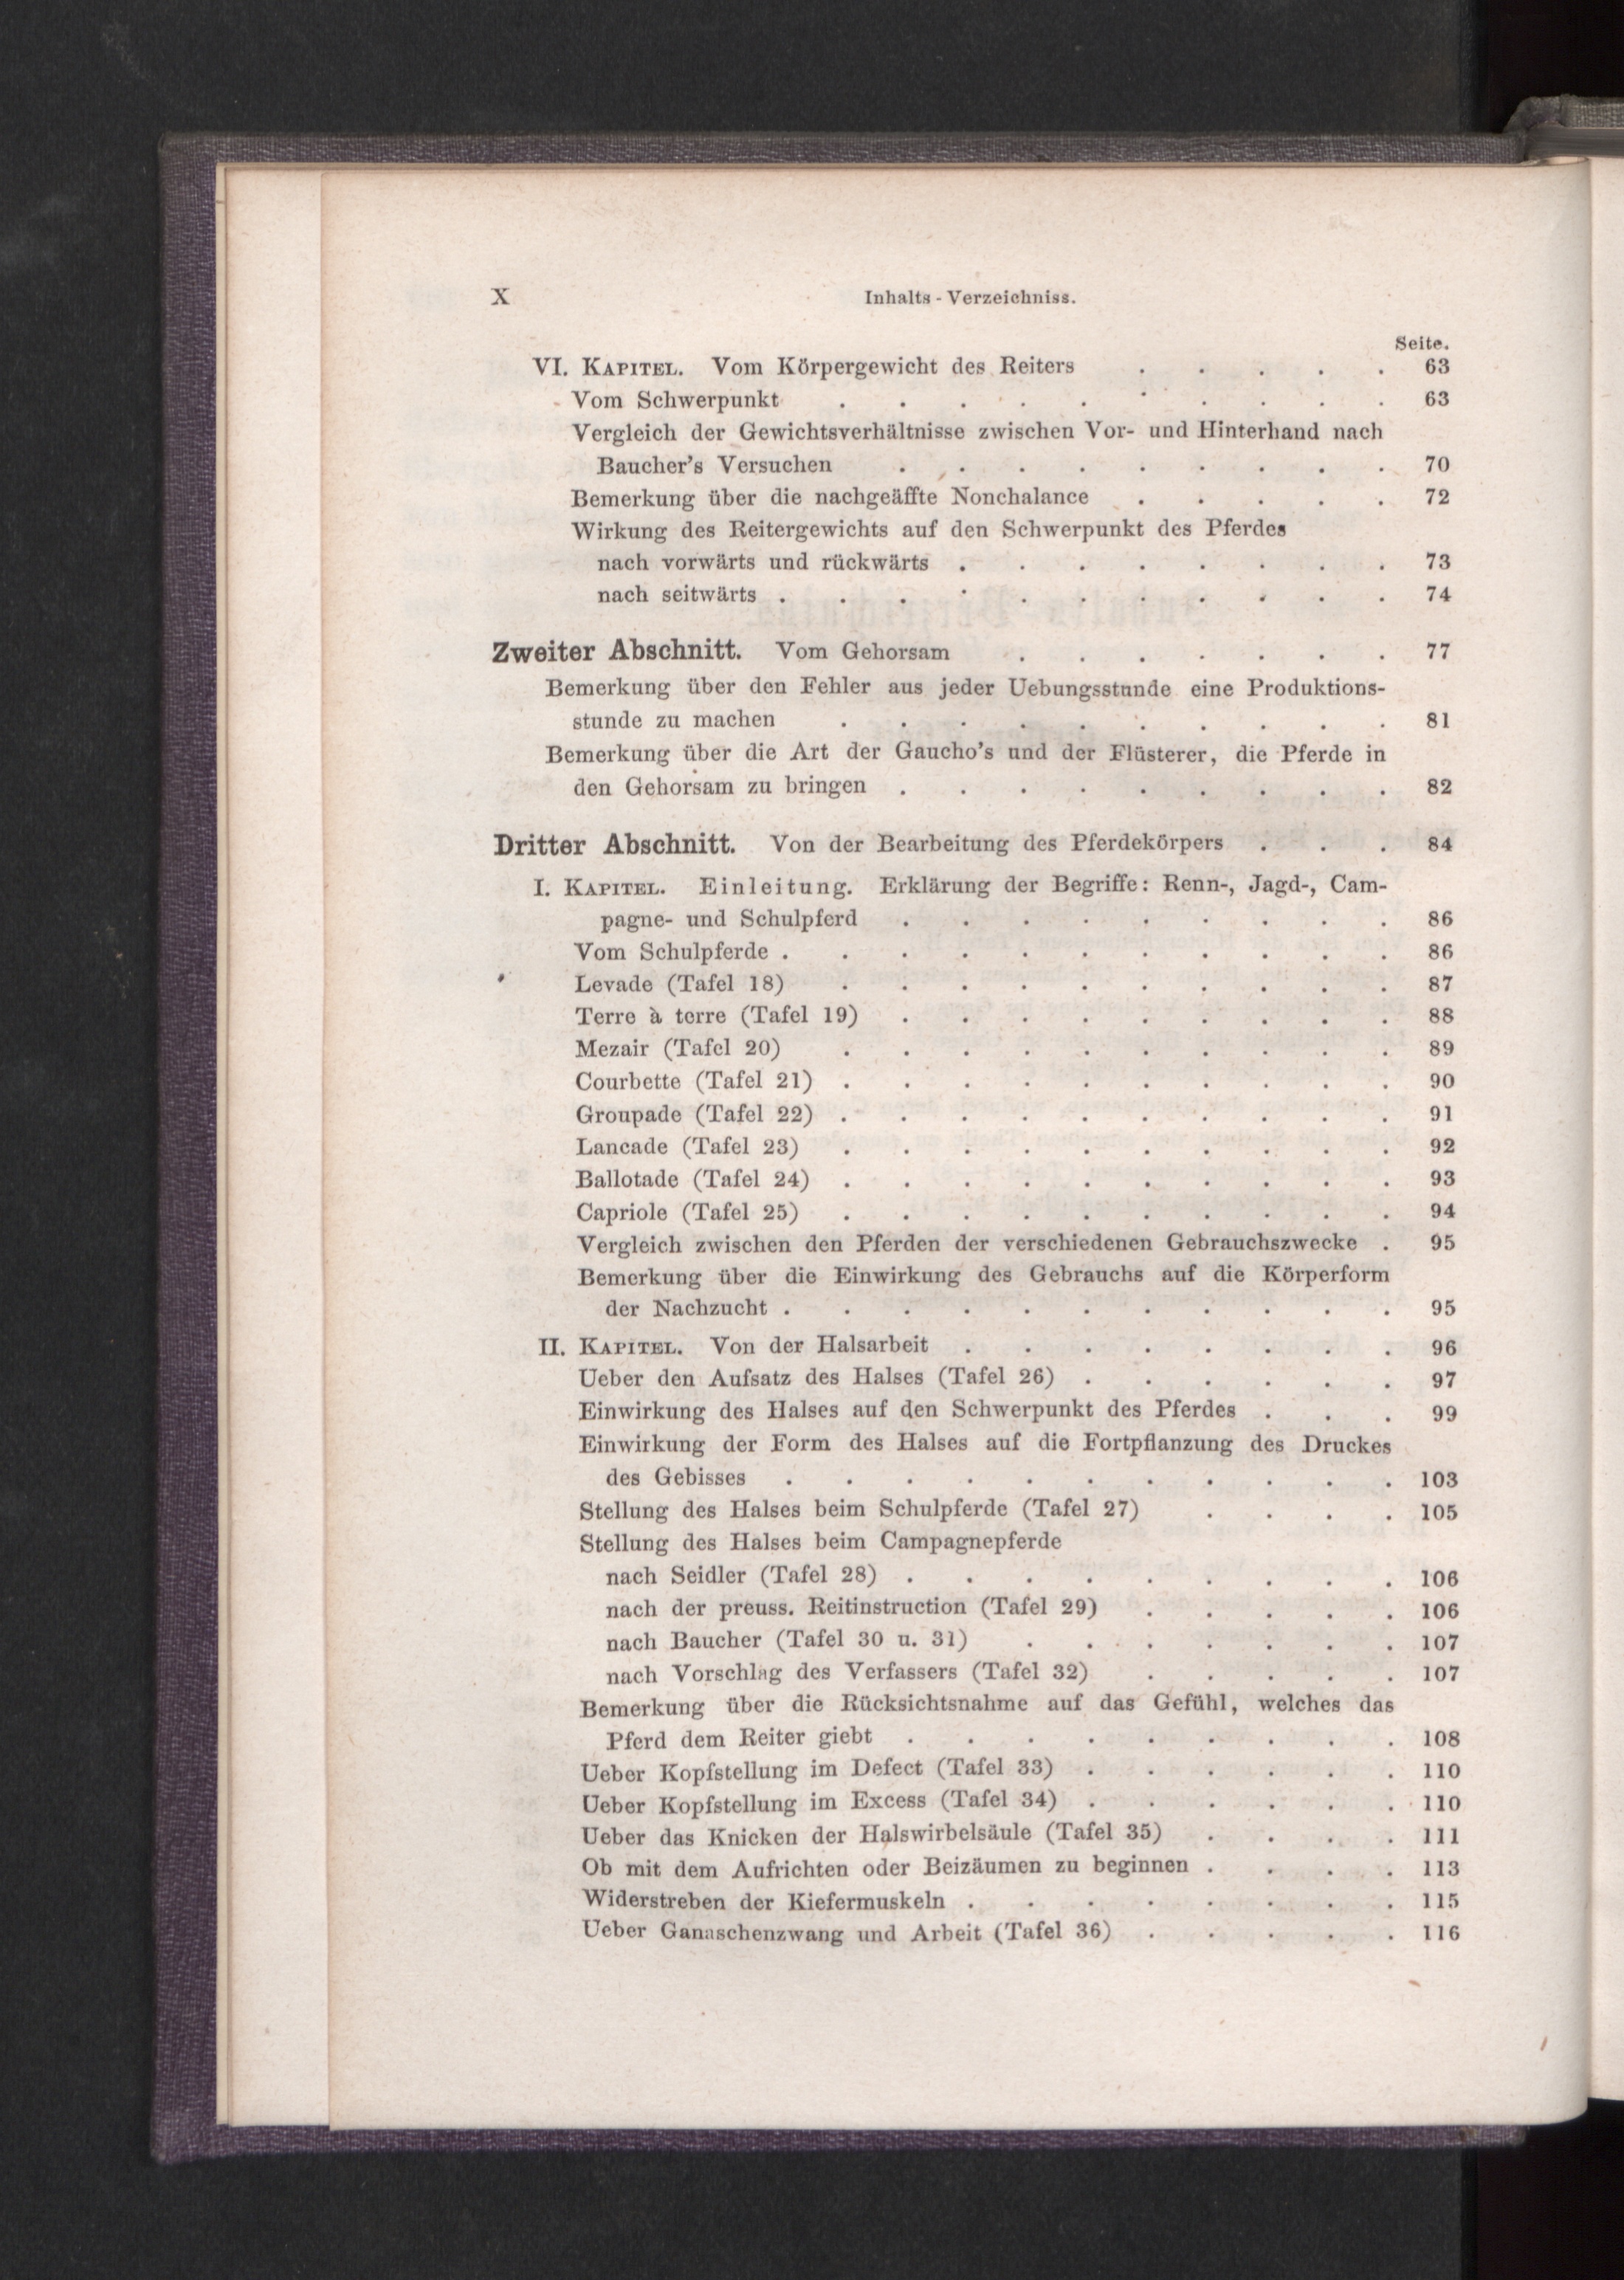 X Inhalts-Verzeichniss.
Seite.
VI. KAPITEL. Vom Körpergewicht des Reiters . . . . . 63
Vom Schwerpunkt . . . . . . . . . . 63
Vergleich der Gewichtsverhältnisse zwischen Vor- und Hinterhand nach
Baucher's Versuchen . . . . . . . . . 70
Bemerkung über die nachgeäffte Nonchalance . . . . . 72
Wirkung des Reitergewichts auf den Schwerpunkt des Pferdes
nach vorwärts und rückwärts . . . . . . . . 73
nach seitwärts . . . . . . . . . . . 74
Zweiter Abschnitt. Vom Gehorsam . . . . . . . 77
Bemerkung über den Fehler aus jeder Uebungsstunde eine Produktions-
stunde zu machen . . . . . . . . . . 81
Bemerkung über die Art der Gaucho's und der Flüsterer, die Pferde in
den Gehorsam zu bringen . . . . . . . . . 82
Dritter Abschnitt. Von der Bearbeitung des Pferdekörpers . . . 84
I. KAPITEL. Einleitung. Erklärung der Begriffe: Renn-, Jagd-, Cam-
pagne- und Schulpferd . . . . . . . . . 86
Vom Schulpferde . . . . . . . . . . . 86
Levade (Tafel 18) . . . . . . . . . . 87
Terre à terre (Tafel 19) . . . . . . . . . 88
Mezair (Tafel 20) . . . . . . . . . . 89
Courbette (Tafel 21) . . . . . . . . . . 90
Groupade (Tafel 22) . . . . . . . . . . 91
Lancade (Tafel 23) . . . . . . . . . . 92
Ballotade (Tafel 24) . . . . . . . . . . 93
Capriole (Tafel 25) . . . . . . . . . . 94
Vergleich zwischen den Pferden der verschiedenen Gebrauchszwecke . 95
Bemerkung über die Einwirkung des Gebrauchs auf die Körperform
der Nachzucht . . . . . . . . . . . 95
II. KAPITEL. Von der Halsarbeit . . . . . . . . 96
Ueber den Aufsatz des Halses (Tafel 26) . . . . . . 97
Einwirkung des Halses auf den Schwerpunkt des Pferdes . . . 99
Einwirkung der Form des Halses auf die Fortpflanzung des Druckes
des Gebisses . . . . . . . . . . . 103
Stellung des Halses beim Schulpferde (Tafel 27) . . . . 105
Stellung des Halses beim Campagnepferde
nach Seidler (Tafel 28) . . . . . . . . . 106
nach der preuss. Reitinstruction (Tafel 29) . . . . . 106
nach Baucher (Tafel 30 u. 31) . . . . . . . 107
nach Vorschlag des Verfassers (Tafel 32) . . . . . 107
Bemerkung über die Rücksichtsnahme auf das Gefühl, welches das
Pferd dem Reiter giebt . . . . . . . . . 108
Ueber Kopfstellung im Defect (Tafel 33) . . . . . . 110
Ueber Kopfstellung im Excess (Tafel 34) . . . . . . 110
Ueber das Knicken der Halswirbelsäule (Tafel 35) . . . . 111
Ob mit dem Aufrichten oder Beizäumen zu beginnen . . . . 113
Widerstreben der Kiefermuskeln . . . . . . . . 115
Ueber Ganaschenzwang und Arbeit (Tafel 36) . . . . . 116